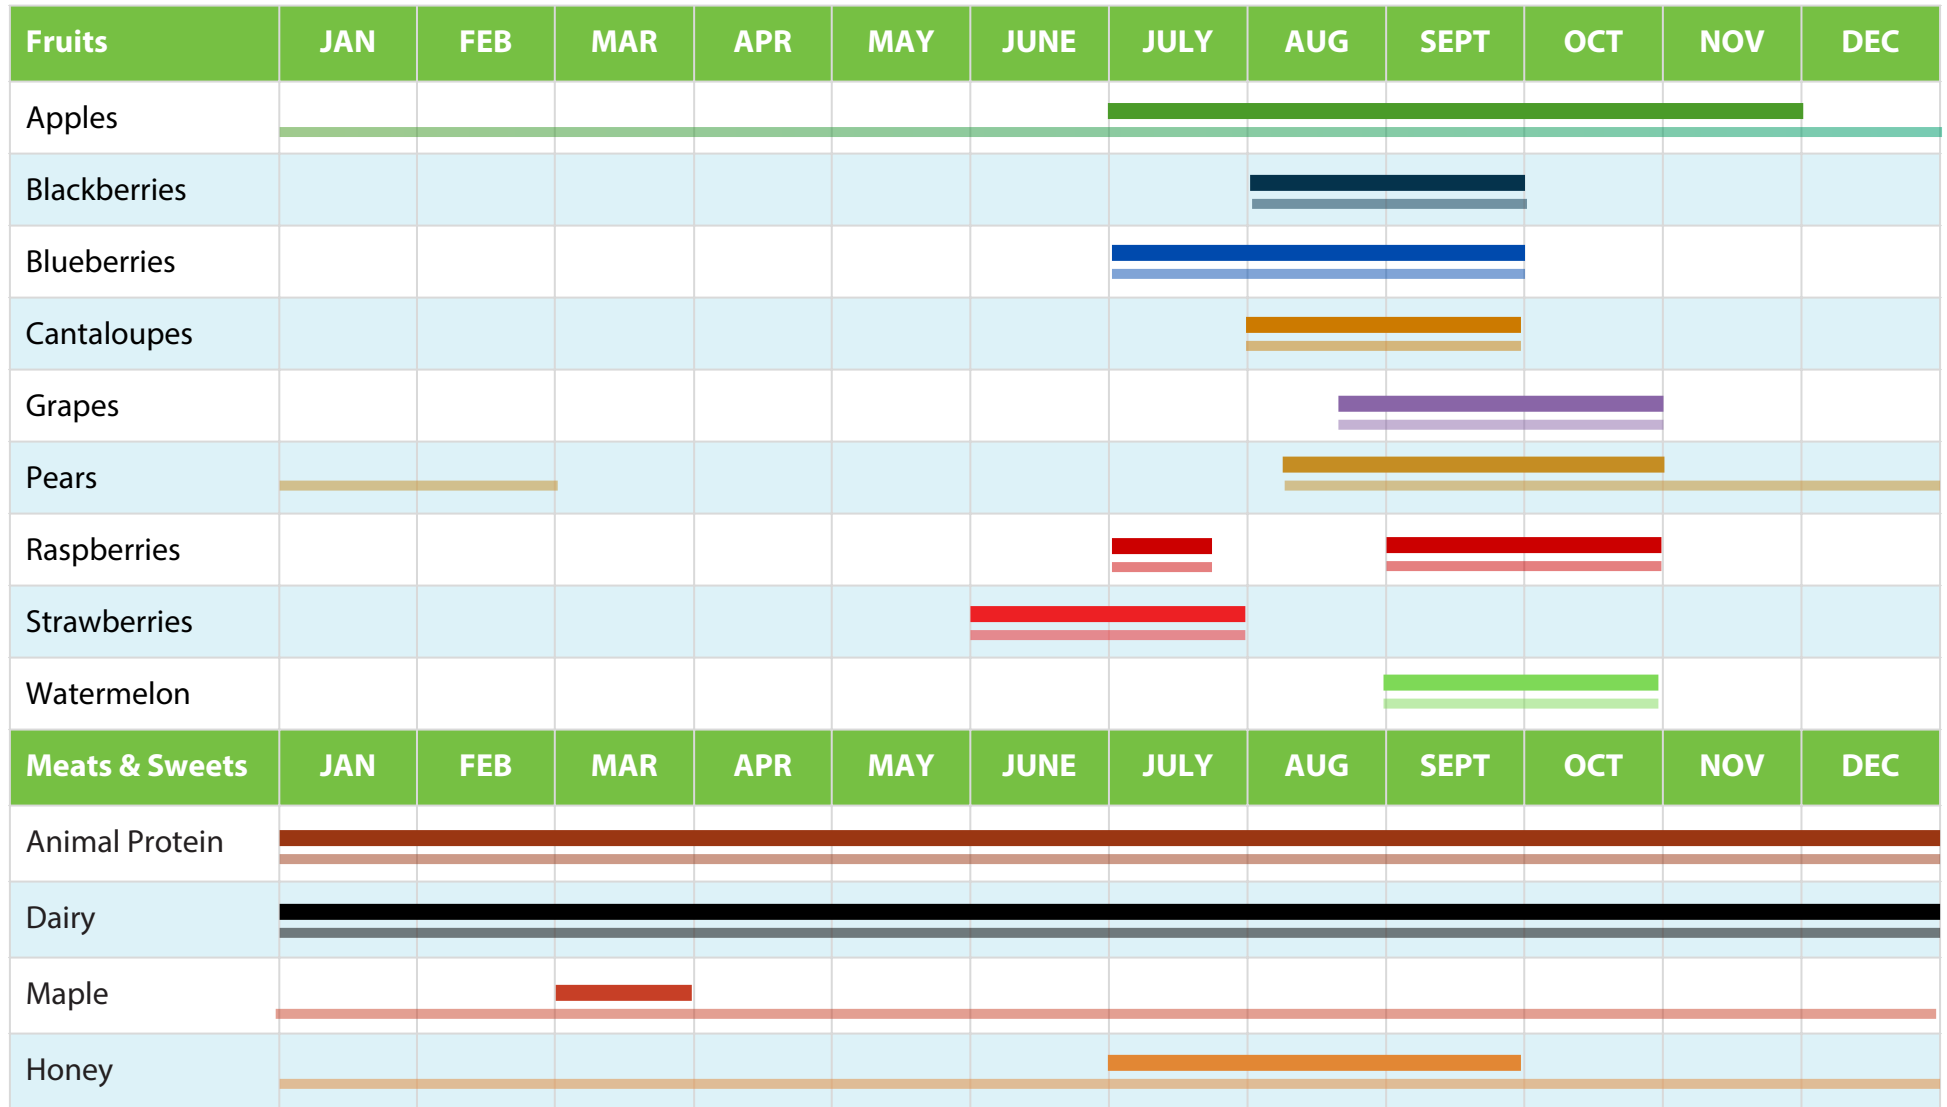 Fruits JAN FEB MAR APR MAY JUNE JULY AUG SEPT OCT NOV DEC
Apples
Blackberries
Blueberries
Cantaloupes
Grapes
Pears
Raspberries
Strawberries
Watermelon
Meats & Sweets JAN FEB MAR APR MAY JUNE JULY AUG SEPT OCT NOV DEC
Animal Protein
Dairy
Maple
Honey